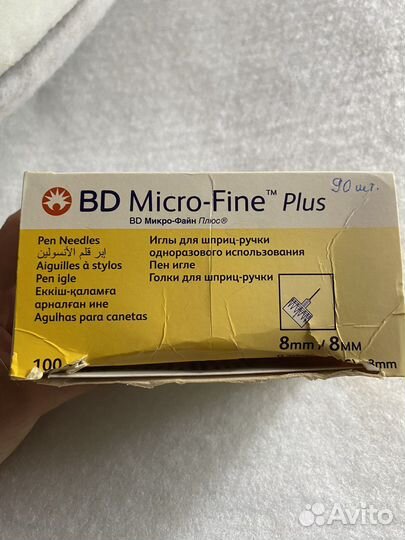 90 шт.
BD Micro-Fine™ Plus
BD Микро-Файн Плюс®
Pen Needles
إبر قلم الأنسولين
Aiguilles à stylos
Pen igle
Еккіш-қаламға
арналған ине
Agulhas para canetas
Иглы для шприц-ручки
одноразового использования
Пен игле
Голки для шприц-ручки
8mm / 8мм
100
8mm
Avito